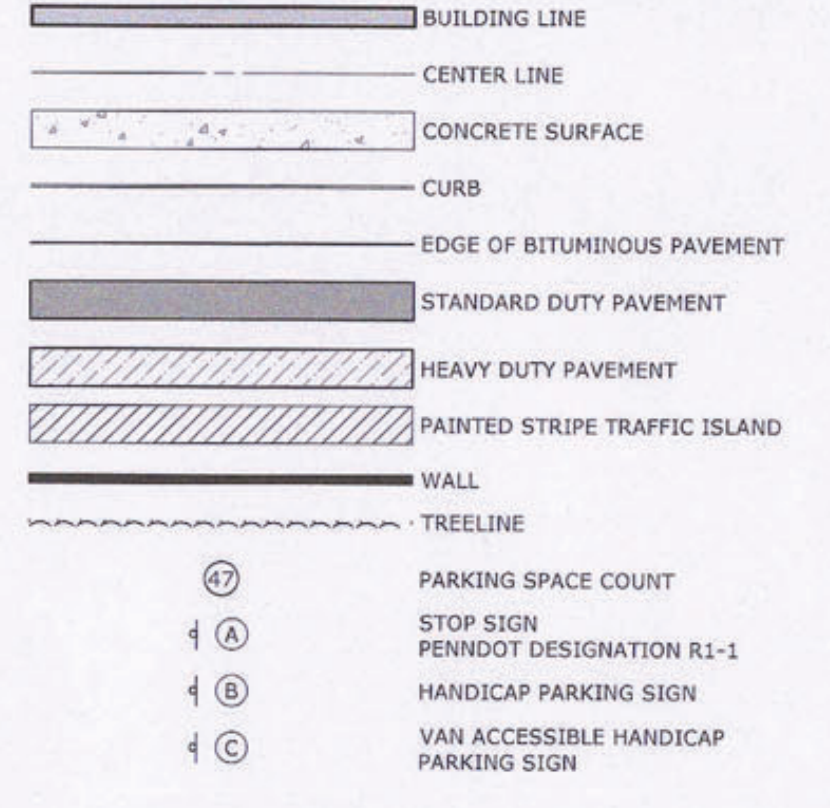 BUILDING LINE
CENTER LINE
CONCRETE SURFACE
CURB
EDGE OF BITUMINOUS PAVEMENT
STANDARD DUTY PAVEMENT
HEAVY DUTY PAVEMENT
PAINTED STRIPE TRAFFIC ISLAND
WALL
TREELINE
47 PARKING SPACE COUNT
A STOP SIGN
PENNDOT DESIGNATION R1-1
B HANDICAP PARKING SIGN
C VAN ACCESSIBLE HANDICAP
PARKING SIGN